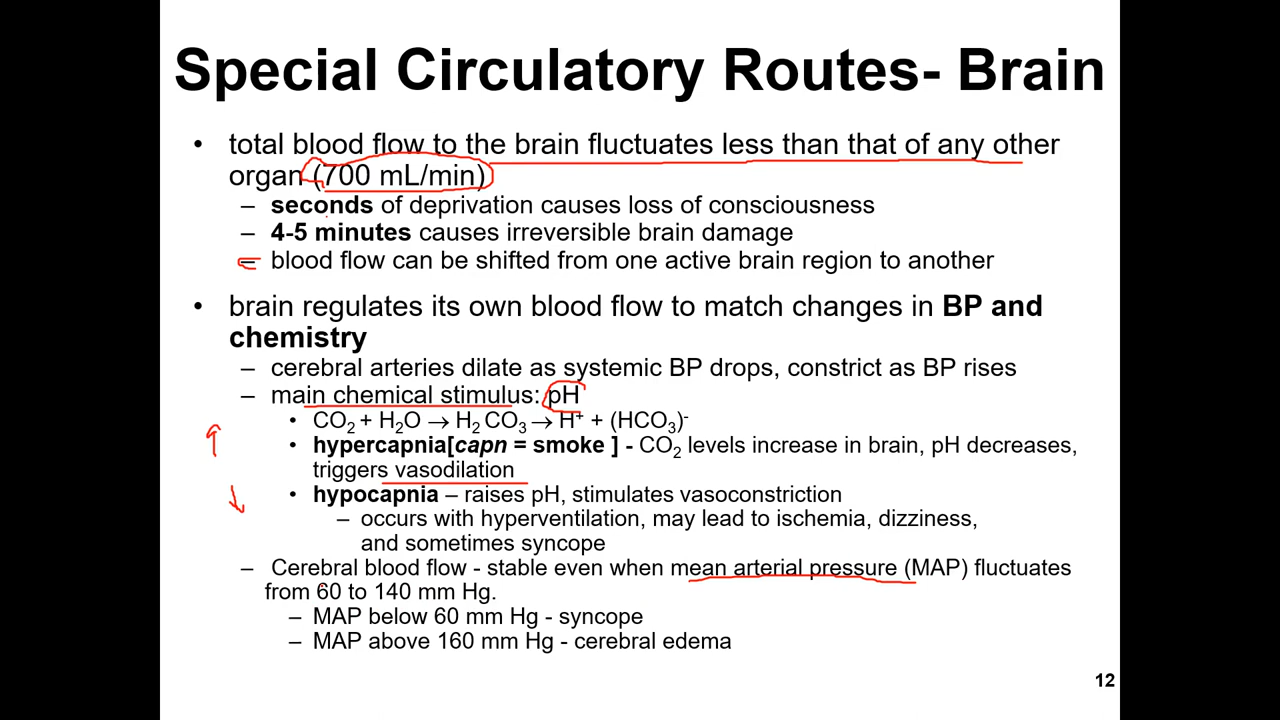 Special Circulatory Routes- Brain
• total blood flow to the brain fluctuates less than that of any other
organ (700 mL/min)
– seconds of deprivation causes loss of consciousness
– 4-5 minutes causes irreversible brain damage
– blood flow can be shifted from one active brain region to another
• brain regulates its own blood flow to match changes in BP and
chemistry
– cerebral arteries dilate as systemic BP drops, constrict as BP rises
– main chemical stimulus: pH
• CO₂ + H₂O → H₂ CO₃ → H⁺ + (HCO₃)⁻
• hypercapnia[capn = smoke ] - CO₂ levels increase in brain, pH decreases,
triggers vasodilation
• hypocapnia – raises pH, stimulates vasoconstriction
– occurs with hyperventilation, may lead to ischemia, dizziness,
and sometimes syncope
– Cerebral blood flow - stable even when mean arterial pressure (MAP) fluctuates
from 60 to 140 mm Hg.
– MAP below 60 mm Hg - syncope
– MAP above 160 mm Hg - cerebral edema
12